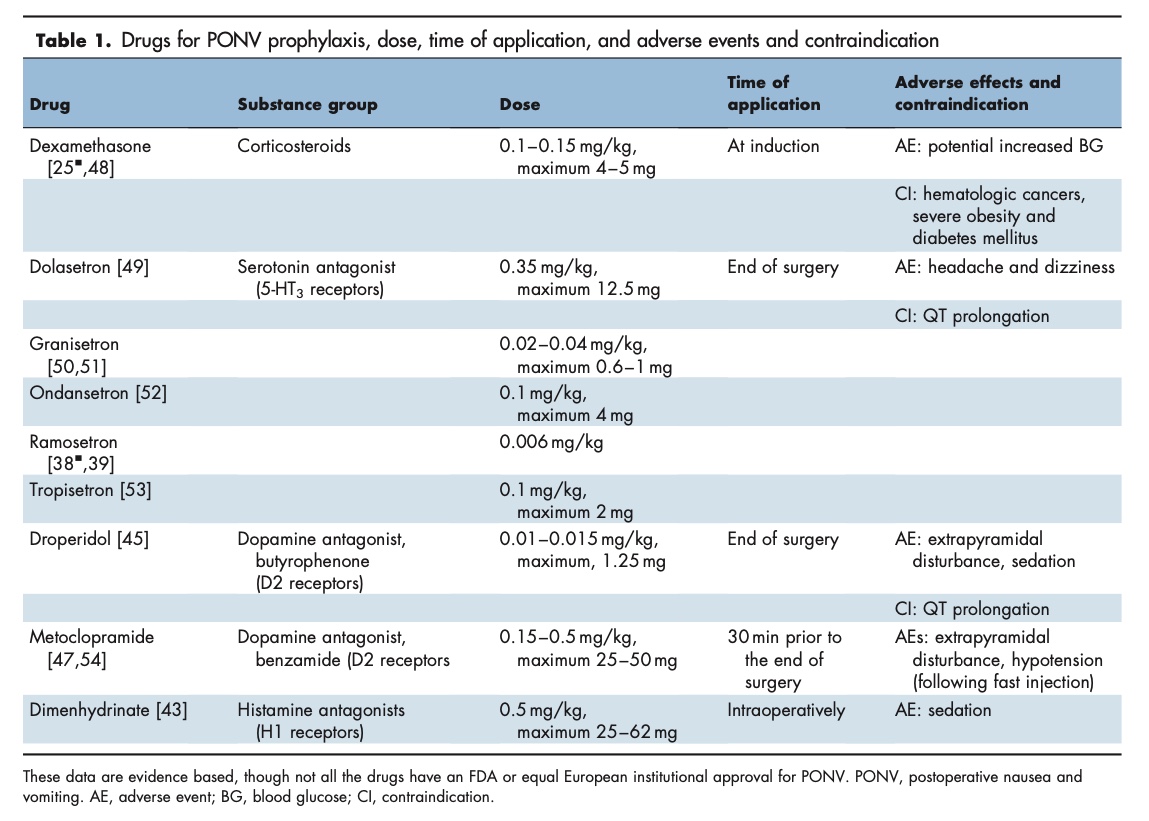 Table 1. Drugs for PONV prophylaxis, dose, time of application, and adverse events and contraindication
Drug Substance group Dose Time of application Adverse effects and contraindication
Dexamethasone [25■,48] Corticosteroids 0.1–0.15 mg/kg, maximum 4–5 mg At induction AE: potential increased BG
CI: hematologic cancers, severe obesity and diabetes mellitus
Dolasetron [49] Serotonin antagonist (5-HT3 receptors) 0.35 mg/kg, maximum 12.5 mg End of surgery AE: headache and dizziness
CI: QT prolongation
Granisetron [50,51] 0.02–0.04 mg/kg, maximum 0.6–1 mg
Ondansetron [52] 0.1 mg/kg, maximum 4 mg
Ramosetron [38■,39] 0.006 mg/kg
Tropisetron [53] 0.1 mg/kg, maximum 2 mg
Droperidol [45] Dopamine antagonist, butyrophenone (D2 receptors) 0.01–0.015 mg/kg, maximum, 1.25 mg End of surgery AE: extrapyramidal disturbance, sedation
CI: QT prolongation
Metoclopramide [47,54] Dopamine antagonist, benzamide (D2 receptors 0.15–0.5 mg/kg, maximum 25–50 mg 30 min prior to the end of surgery AEs: extrapyramidal disturbance, hypotension (following fast injection)
Dimenhydrinate [43] Histamine antagonists (H1 receptors) 0.5 mg/kg, maximum 25–62 mg Intraoperatively AE: sedation
These data are evidence based, though not all the drugs have an FDA or equal European institutional approval for PONV. PONV, postoperative nausea and
vomiting. AE, adverse event; BG, blood glucose; CI, contraindication.